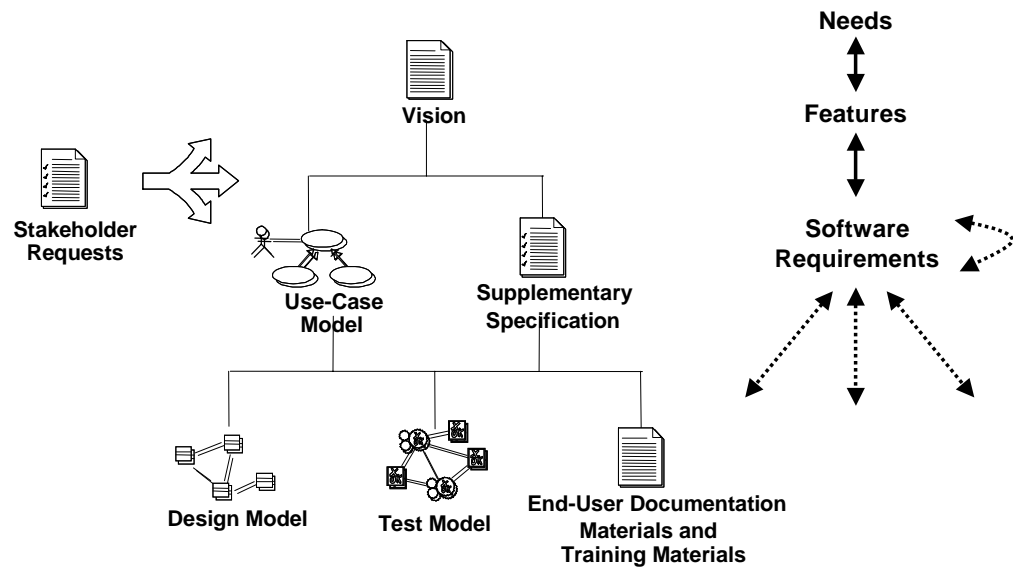 Needs
Vision
Features
Stakeholder
Requests
Software
Requirements
Use-Case
Model
Supplementary
Specification
Design Model
Test Model
End-User Documentation
Materials and
Training Materials